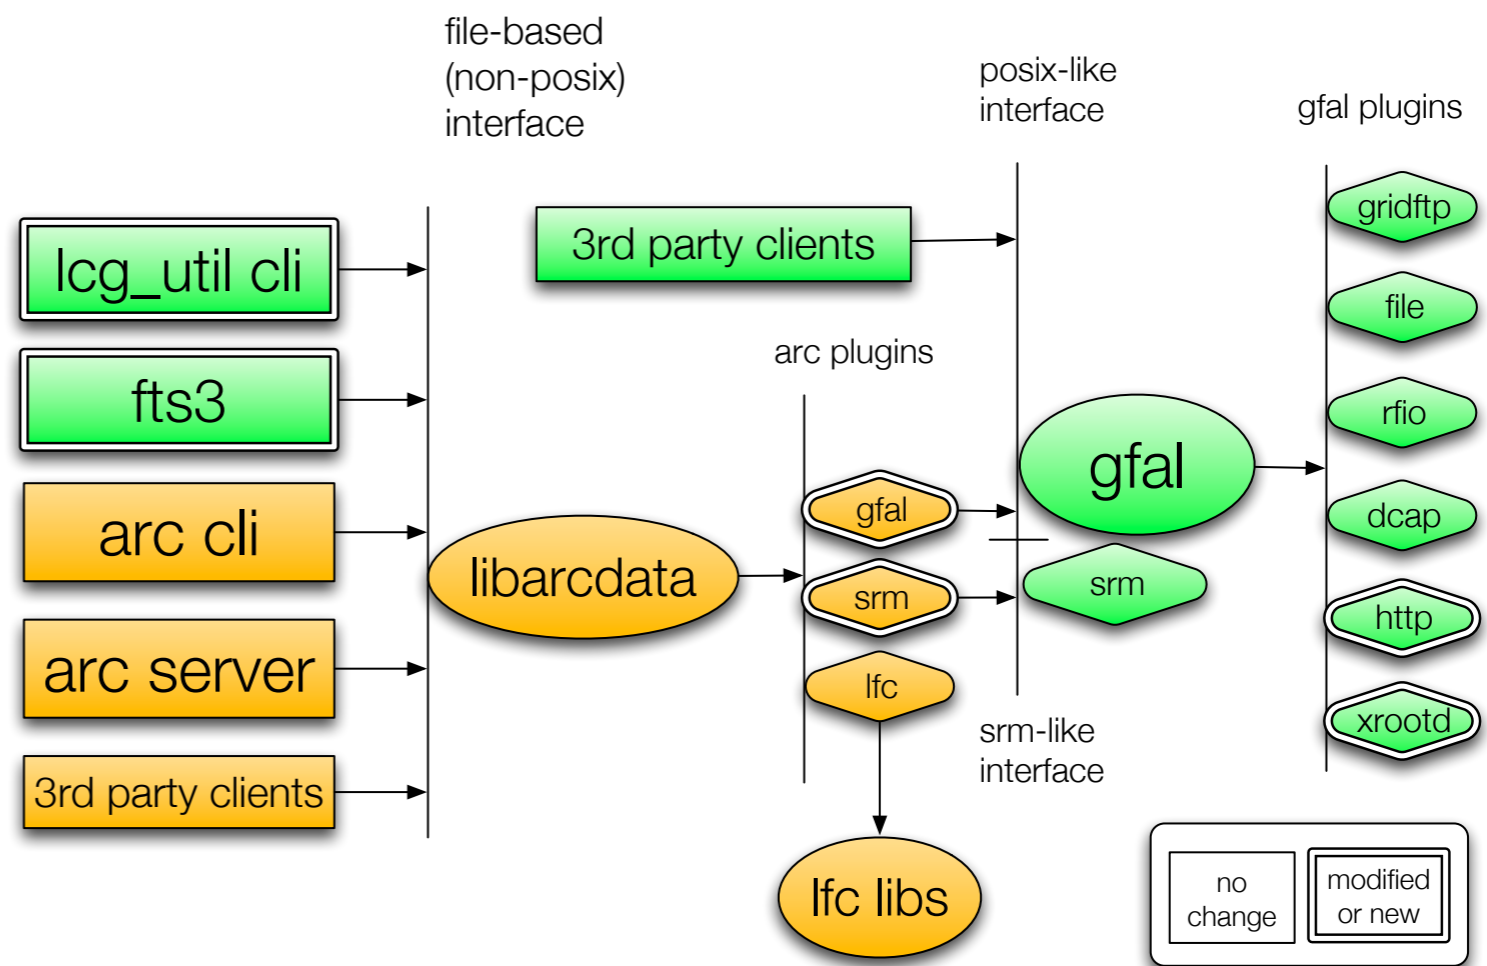 file-based
(non-posix)
interface
posix-like
interface
gfal plugins
lcg_util cli
fts3
arc cli
arc server
3rd party clients
libarcdata
3rd party clients
arc plugins
gfal
srm
lfc
lfc libs
gfal
srm
srm-like
interface
gridftp
file
rfio
dcap
http
xrootd
no
change
modified
or new